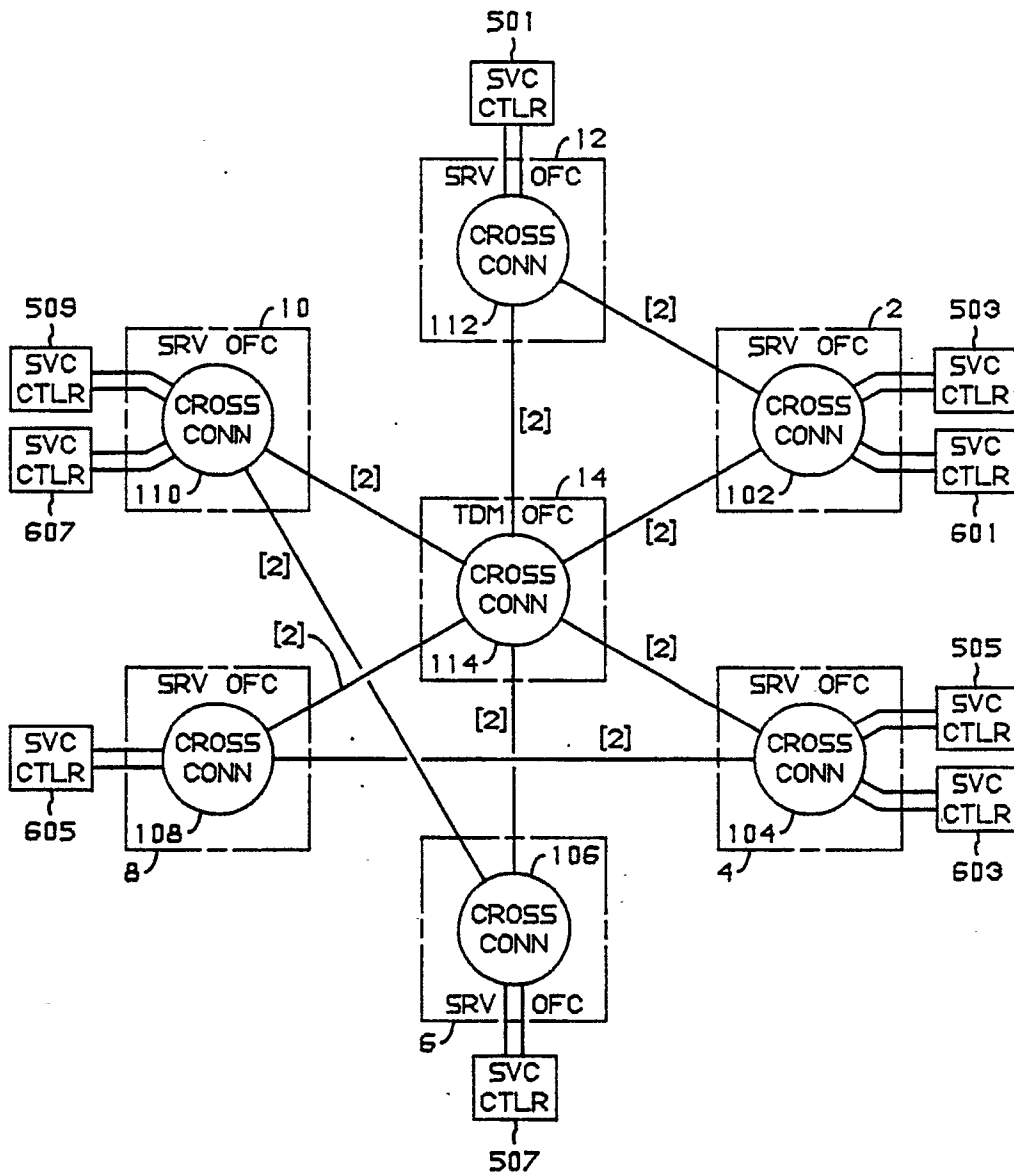 501
SVC
CTLR
12
SRV OFC
CROSS
CONN
112
[2]
509
SVC
CTLR
10
SRV OFC
CROSS
CONN
110
SVC
CTLR
607
[2]
2
SRV OFC
503
SVC
CTLR
CROSS
CONN
102
SVC
CTLR
601
[2]
14
TDM OFC
CROSS
CONN
114
[2]
[2]
[2]
[2]
SRV OFC
SVC
CTLR
605
CROSS
CONN
108
8
[2]
[2]
SRV OFC
505
SVC
CTLR
CROSS
CONN
104
4
SVC
CTLR
603
106
CROSS
CONN
SRV OFC
6
SVC
CTLR
507